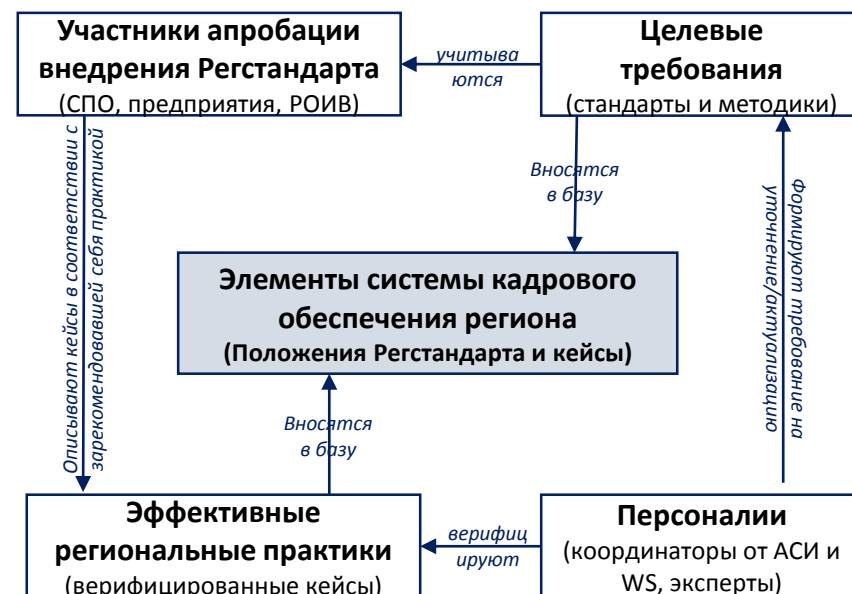 Участники апробации
внедрения Регстандарта
(СПО, предприятия, РОИВ)
учитыва
ются
Целевые
требования
(стандарты и методики)
Описывают кейсы в соответствии с
зарекомендовавшей себя практикой
Вносятся
в базу
Формируют требование на
уточнение/актуализацию
Элементы системы кадрового
обеспечения региона
(Положения Регстандарта и кейсы)
Вносятся
в базу
Эффективные
региональные практики
(верифицированные кейсы)
верифиц
ируют
Персоналии
(координаторы от АСИ и
WS, эксперты)